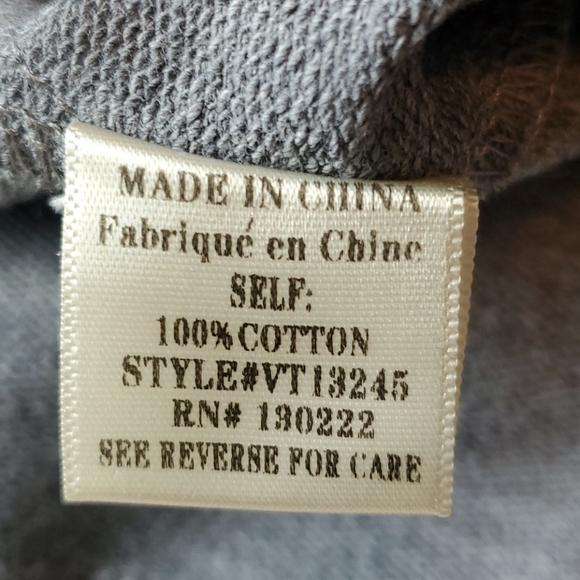 MADE IN CHINA
Fabriqué en Chine
SELF:
100% COTTON
STYLE#VT13245
RN# 130222
SEE REVERSE FOR CARE